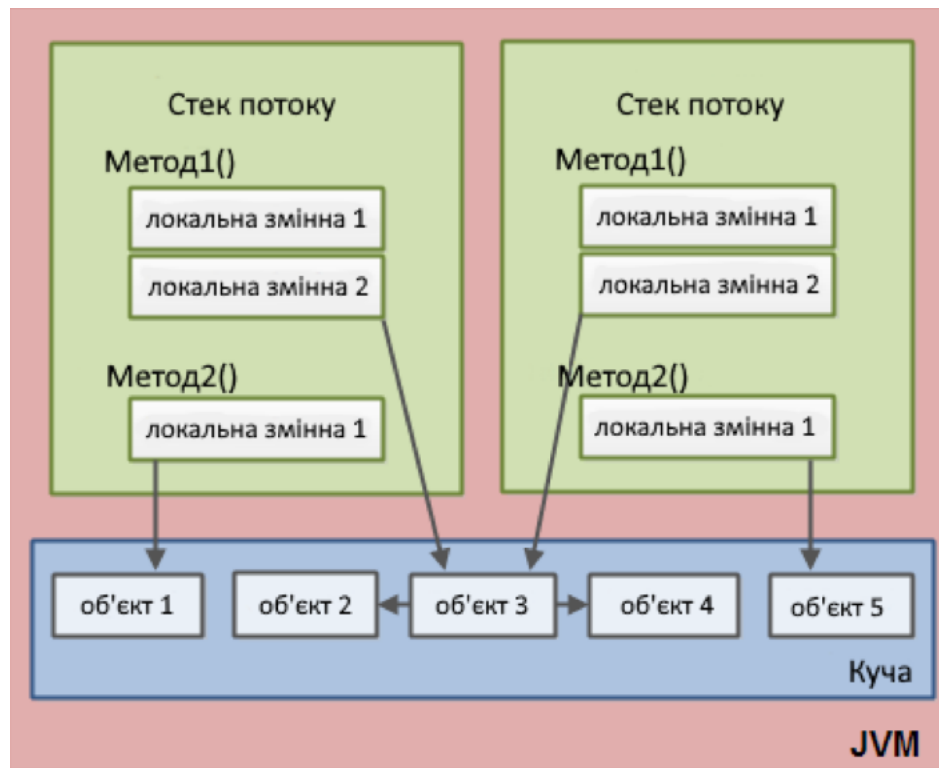 Стек потоку
Метод1()
локальна змінна 1
локальна змінна 2
Метод2()
локальна змінна 1
Стек потоку
Метод1()
локальна змінна 1
локальна змінна 2
Метод2()
локальна змінна 1
об'єкт 1
об'єкт 2
об'єкт 3
об'єкт 4
об'єкт 5
Куча
JVM